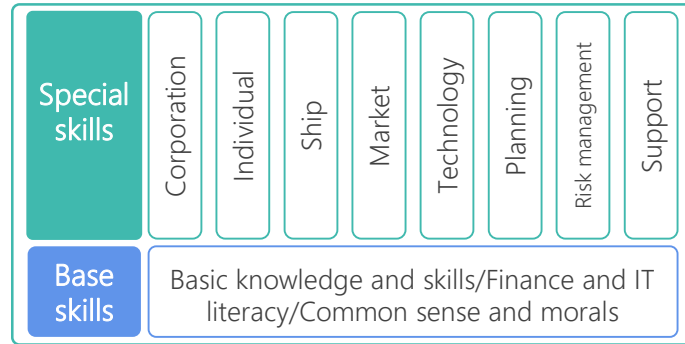 Special
skills
Corporation
Individual
Ship
Market
Technology
Planning
Risk management
Support
Base
skills
Basic knowledge and skills/Finance and IT
literacy/Common sense and morals